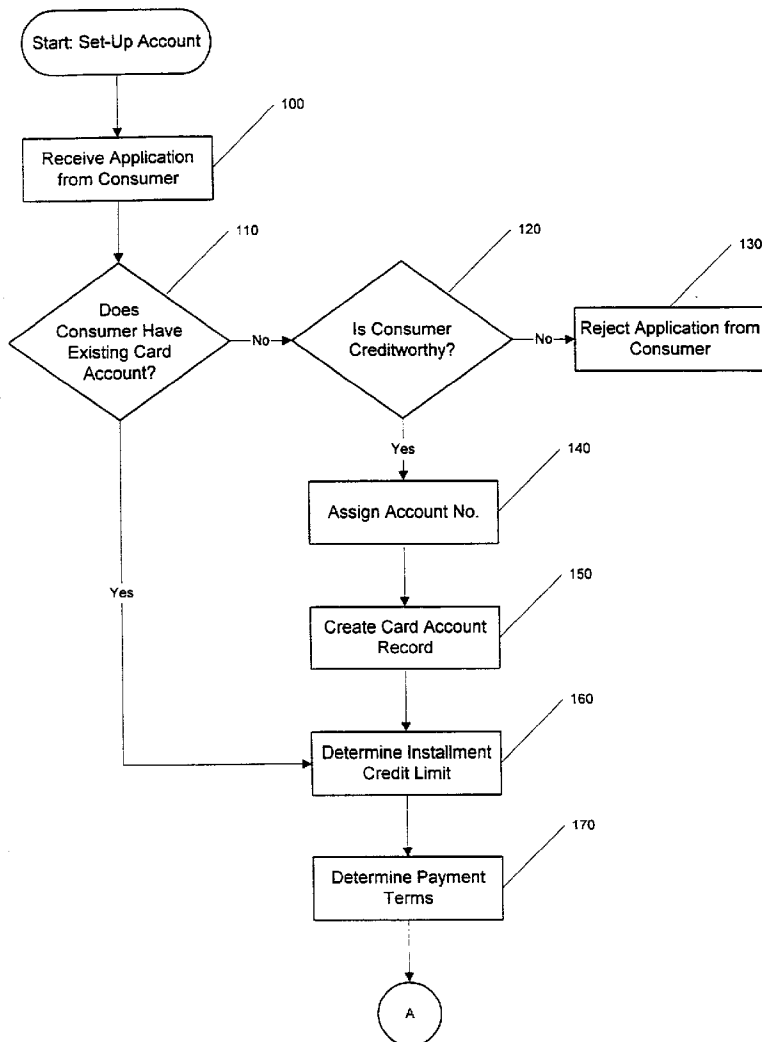 Start: Set-Up Account
100
Receive Application
from Consumer
110
120
130
Does
Consumer Have
Existing Card
Account?
No
Is Consumer
Creditworthy?
No
Reject Application from
Consumer
Yes
140
Assign Account No.
Yes
150
Create Card Account
Record
160
Determine Installment
Credit Limit
170
Determine Payment
Terms
A